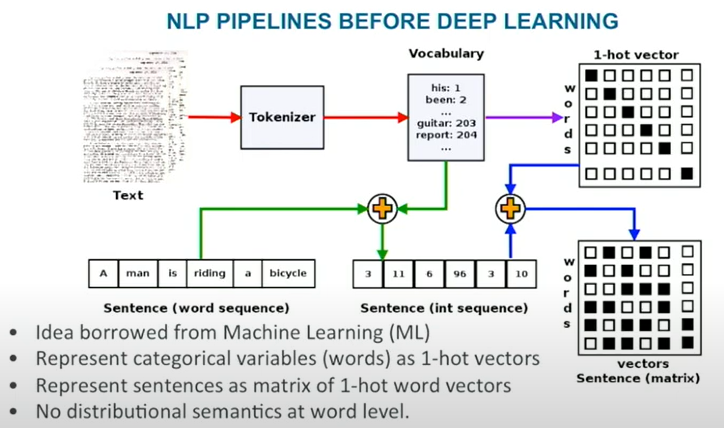 NLP PIPELINES BEFORE DEEP LEARNING
Vocabulary
1-hot vector
his: 1
been: 2
...
guitar: 203
report: 204
...
Tokenizer
words
Text
A man is riding a bicycle
3 11 6 96 3 10
words
Sentence (word sequence)
Sentence (int sequence)
vectors
Sentence (matrix)
• Idea borrowed from Machine Learning (ML)
• Represent categorical variables (words) as 1-hot vectors
• Represent sentences as matrix of 1-hot word vectors
• No distributional semantics at word level.